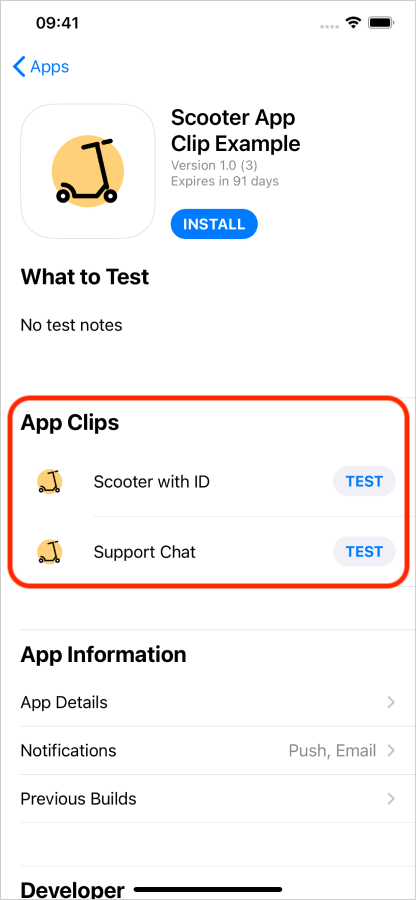 09:41
Apps
Scooter App
Clip Example
Version 1.0 (3)
Expires in 91 days
INSTALL
What to Test
No test notes
App Clips
Scooter with ID
TEST
Support Chat
TEST
App Information
App Details
Notifications
Push, Email
Previous Builds
Developer